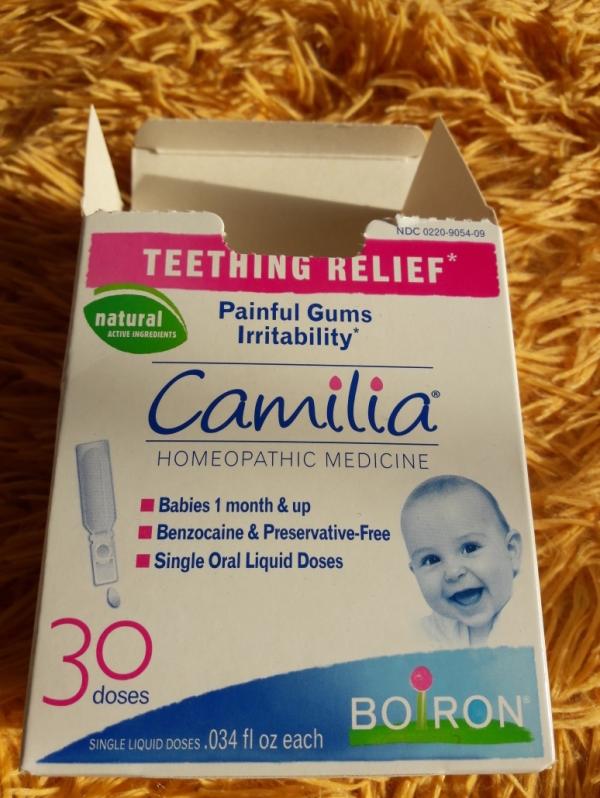 NDC 0220-9054-09
TEETHING RELIEF*
natural
ACTIVE INGREDIENTS
Painful Gums
Irritability*
Camilia®
HOMEOPATHIC MEDICINE
Babies 1 month & up
Benzocaine & Preservative-Free
Single Oral Liquid Doses
30
doses
SINGLE LIQUID DOSES .034 fl oz each
BOIRON®